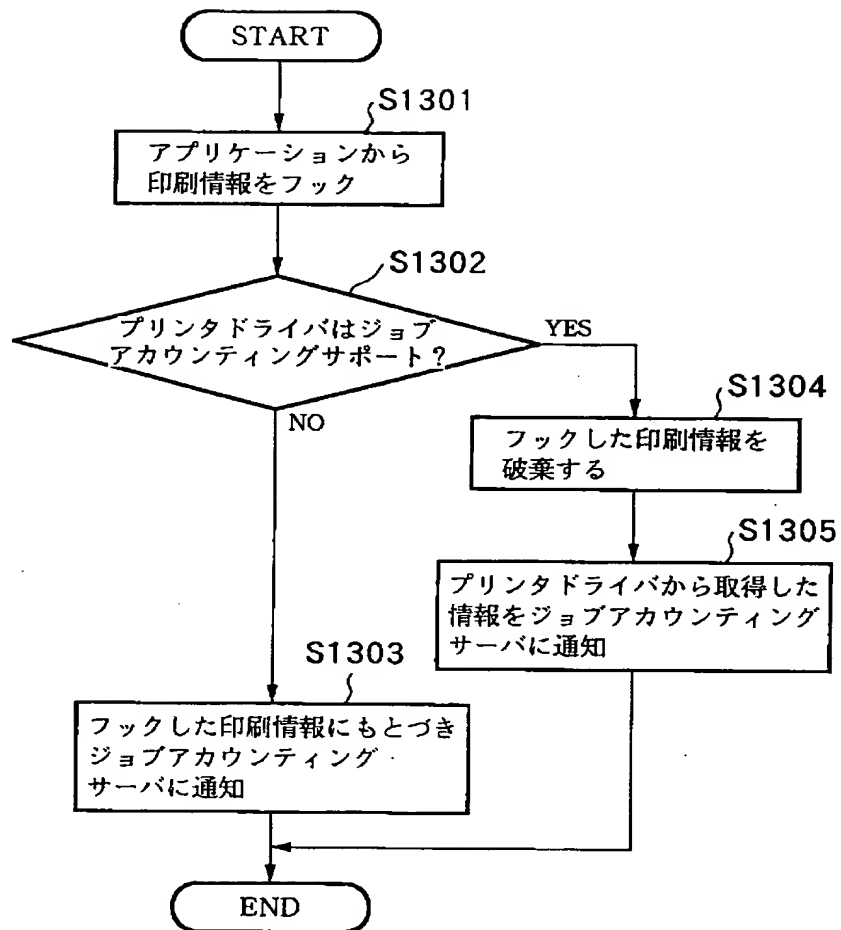 START
S1301
アプリケーションから
印刷情報をフック
S1302
プリンタドライバはジョブ
アカウンティングサポート?
YES
NO
S1304
フックした印刷情報を
破棄する
S1305
プリンタドライバから取得した
情報をジョブアカウンティング
サーバに通知
S1303
フックした印刷情報にもとづき
ジョブアカウンティング
サーバに通知
END